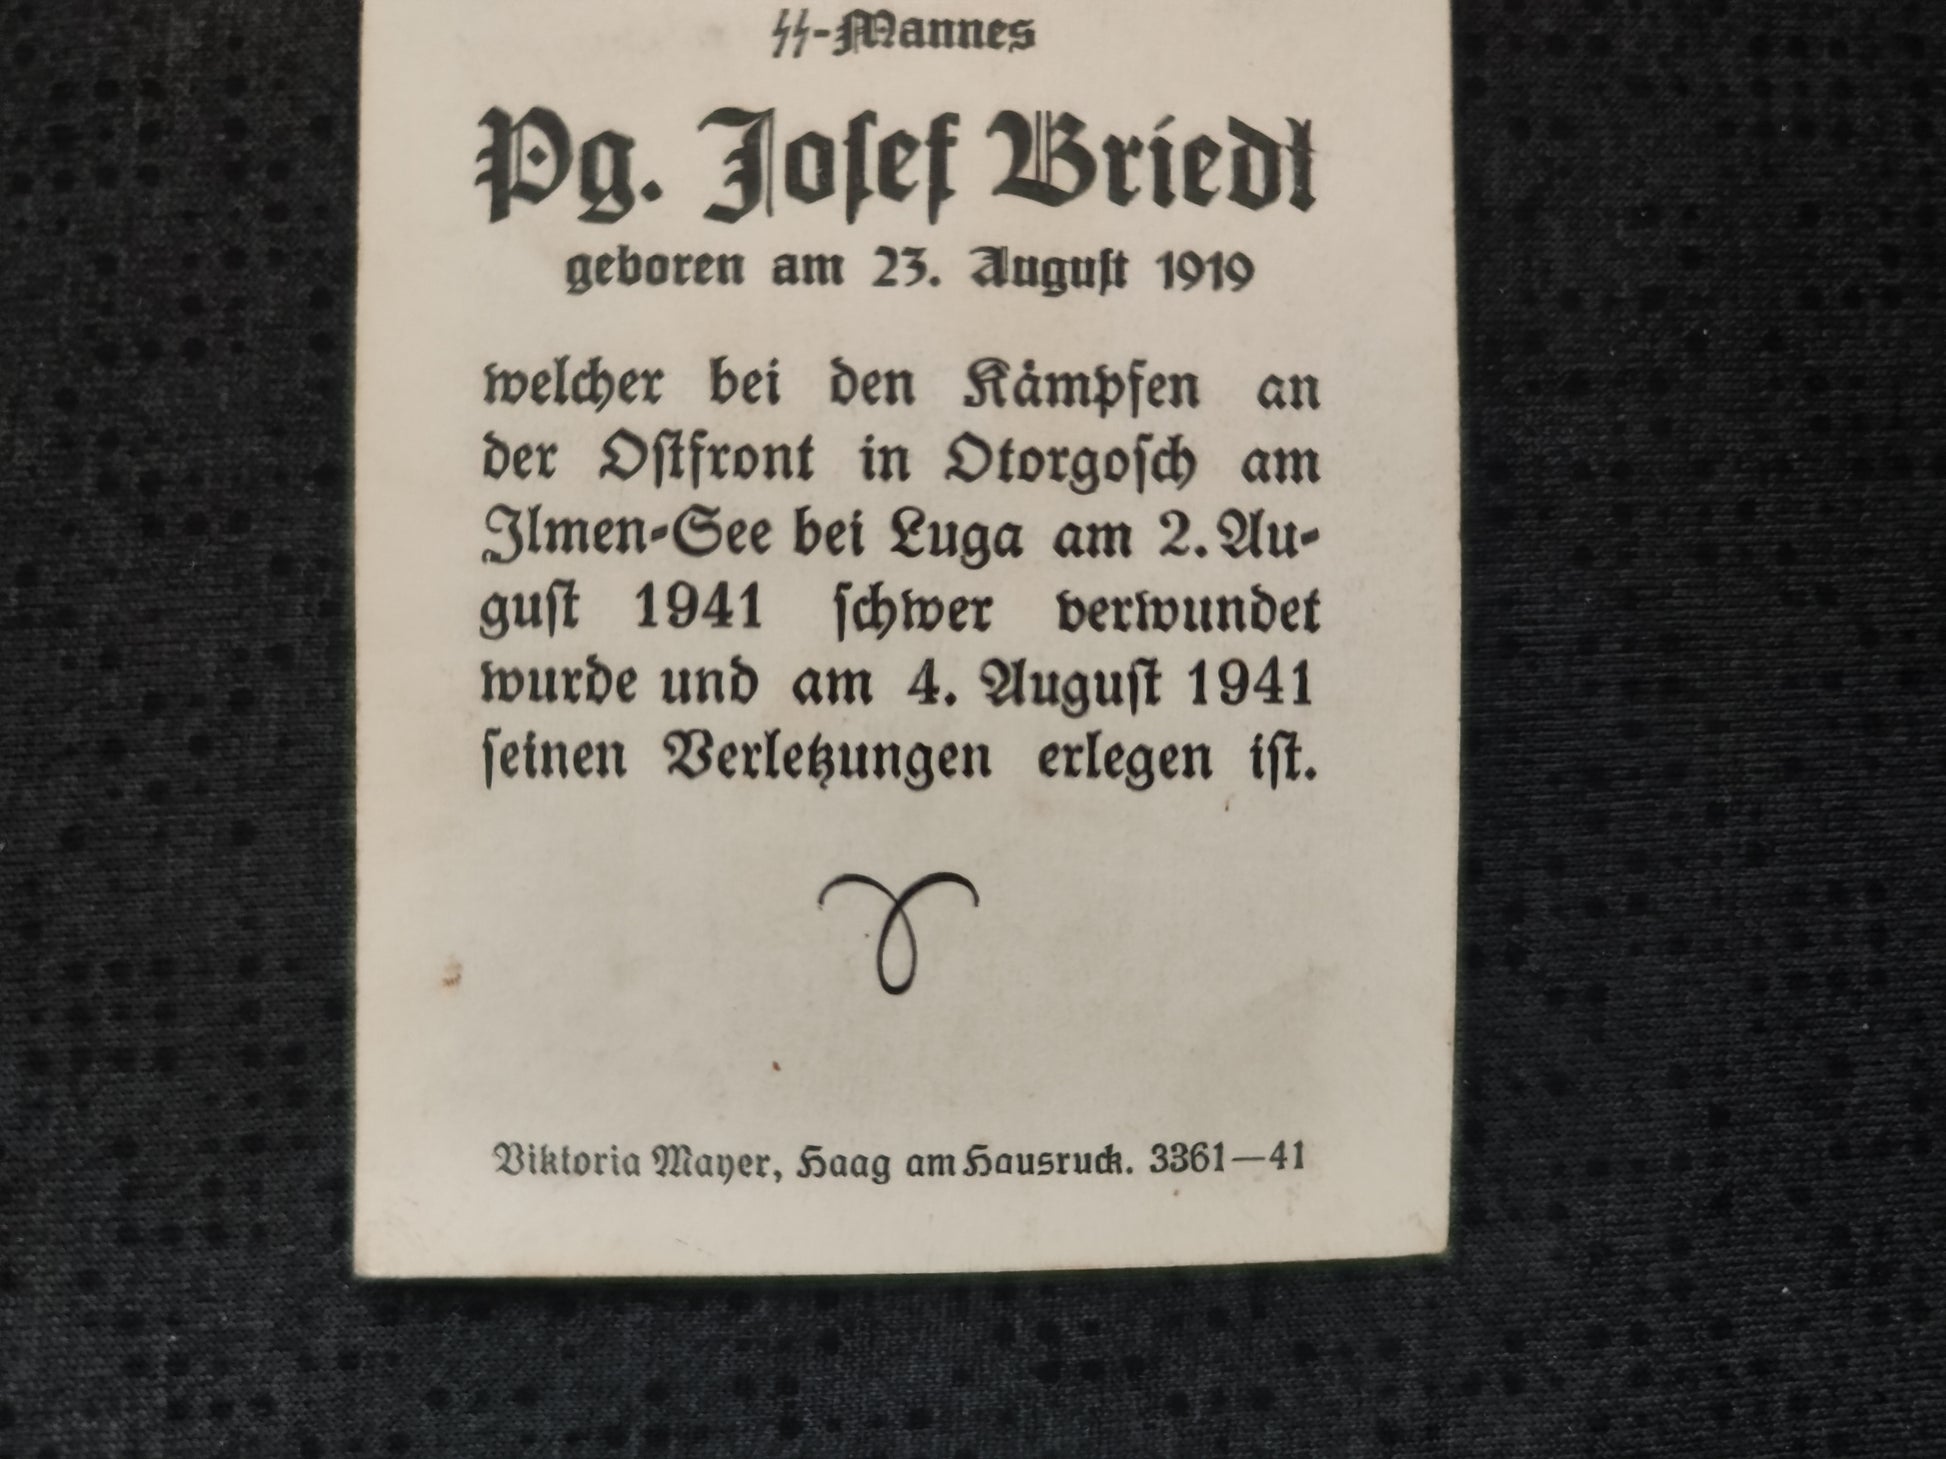 SS-Mannes
Pg. Josef Briedl
geboren am 23. August 1919
welcher bei den Kämpfen an
der Ostfront in Otorgosch am
Ilmen-See bei Luga am 2. Au-
gust 1941 schwer verwundet
wurde und am 4. August 1941
seinen Verletzungen erlegen ist.
Viktoria Mayer, Haag am Hausruck. 3361—41